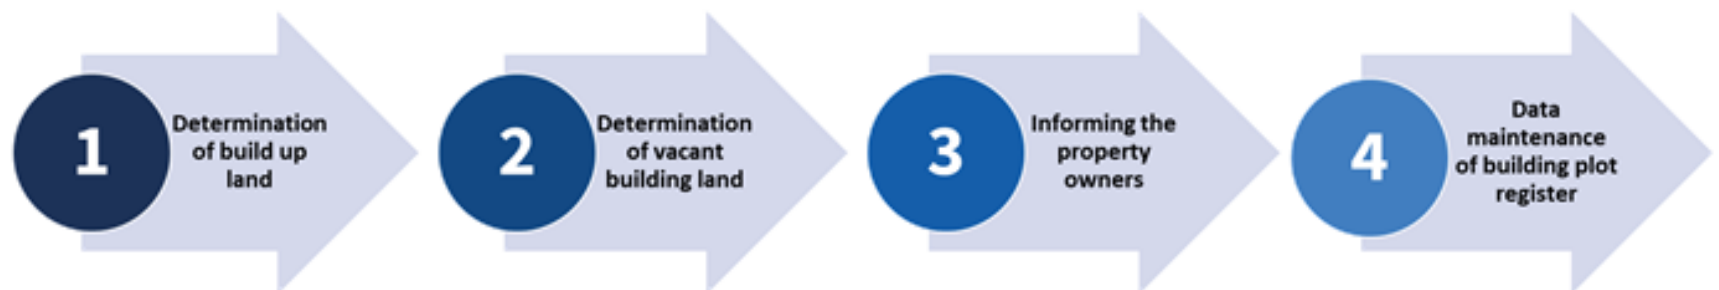 1
Determination
of build up
land
2
Determination
of vacant
building land
3
Informing the
property
owners
4
Data
maintenance
of building plot
register